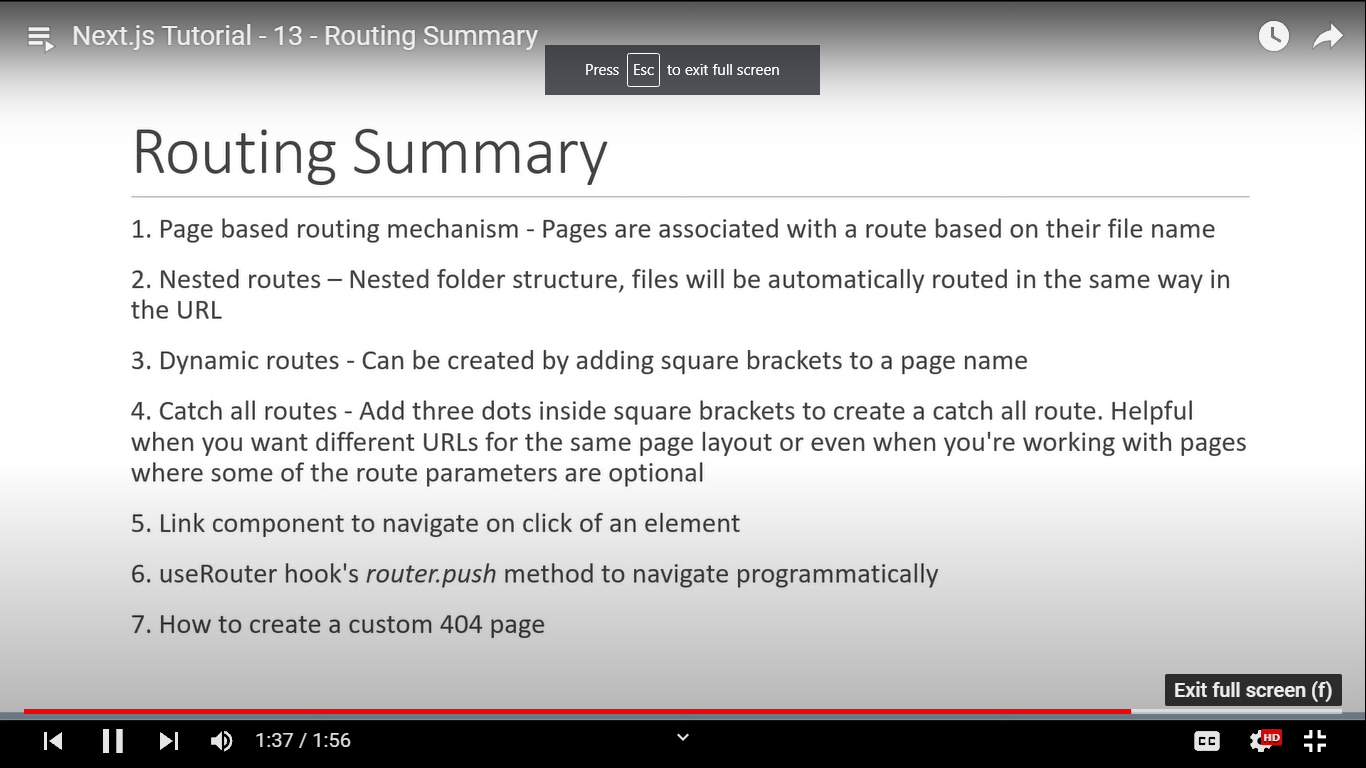 Next.js Tutorial - 13 - Routing Summary
Press Esc to exit full screen
Routing Summary
1. Page based routing mechanism - Pages are associated with a route based on their file name
2. Nested routes – Nested folder structure, files will be automatically routed in the same way in
the URL
3. Dynamic routes - Can be created by adding square brackets to a page name
4. Catch all routes - Add three dots inside square brackets to create a catch all route. Helpful
when you want different URLs for the same page layout or even when you're working with pages
where some of the route parameters are optional
5. Link component to navigate on click of an element
6. useRouter hook's router.push method to navigate programmatically
7. How to create a custom 404 page
Exit full screen (f)
1:37 / 1:56
CC
HD